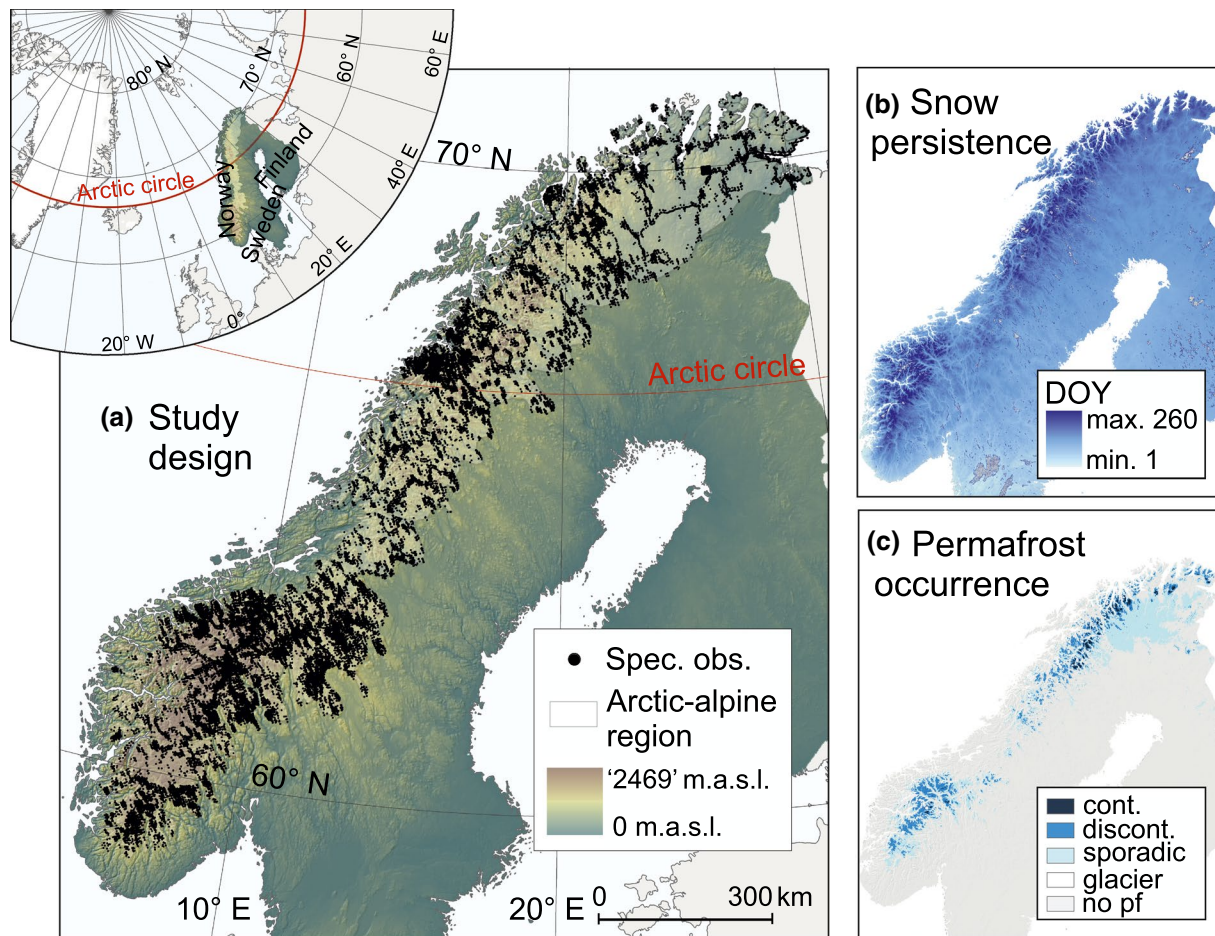 80° N
70° N
60° N
60° E
40° E
20° E
0°
20° W
Arctic circle
Norway
Sweden
Finland
70° N
Arctic circle
(a) Study
design
60° N
10° E
20° E
Spec. obs.
Arctic-alpine
region
‘2469’ m.a.s.l.
0 m.a.s.l.
0 300 km
(b) Snow
persistence
DOY
max. 260
min. 1
(c) Permafrost
occurrence
cont.
discont.
sporadic
glacier
no pf